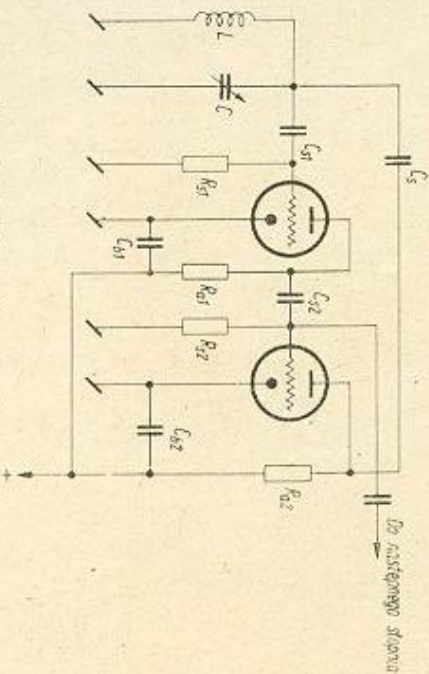 L
C
Cs
Cs1
Rs1
Cb1
Ra1
Cs2
Rs2
Cb2
Ra2
+
Do następnego stopnia